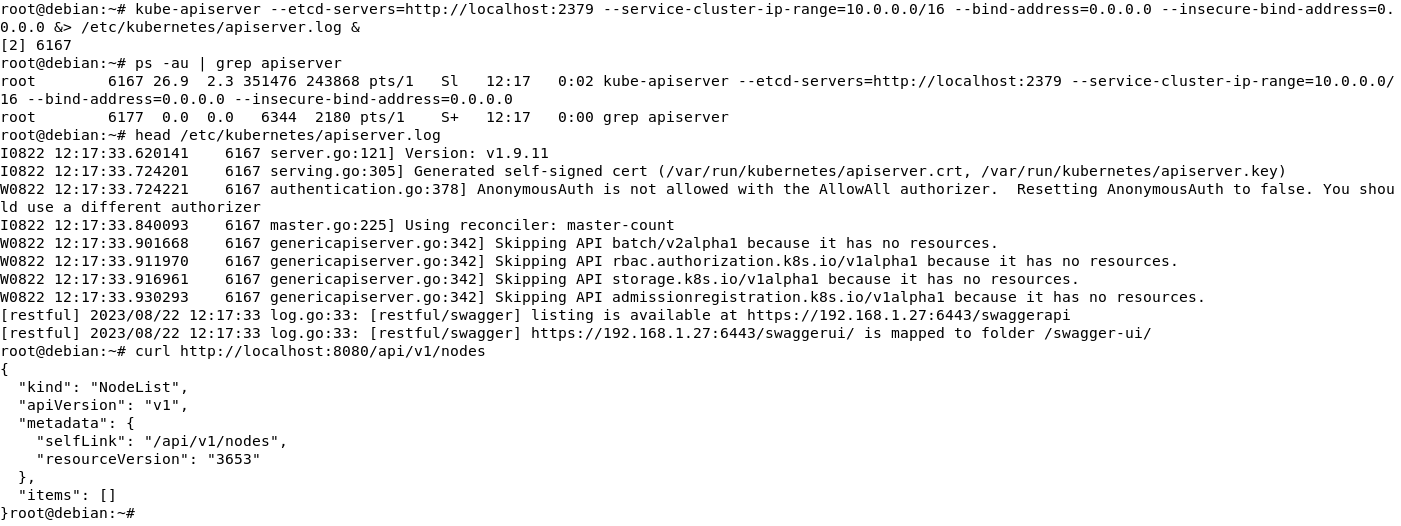 root@debian:~# kube-apiserver --etcd-servers=http://localhost:2379 --service-cluster-ip-range=10.0.0.0/16 --bind-address=0.0.0.0 --insecure-bind-address=0.
0.0.0 &> /etc/kubernetes/apiserver.log &
[2] 6167
root@debian:~# ps -au | grep apiserver
root        6167 26.9  2.3 351476 243868 pts/1   Sl   12:17   0:02 kube-apiserver --etcd-servers=http://localhost:2379 --service-cluster-ip-range=10.0.0.0/
16 --bind-address=0.0.0.0 --insecure-bind-address=0.0.0.0
root        6177  0.0  0.0   6344  2180 pts/1    S+   12:17   0:00 grep apiserver
root@debian:~# head /etc/kubernetes/apiserver.log
I0822 12:17:33.620141    6167 server.go:121] Version: v1.9.11
I0822 12:17:33.724201    6167 serving.go:305] Generated self-signed cert (/var/run/kubernetes/apiserver.crt, /var/run/kubernetes/apiserver.key)
W0822 12:17:33.724221    6167 authentication.go:378] AnonymousAuth is not allowed with the AllowAll authorizer.  Resetting AnonymousAuth to false. You shou
ld use a different authorizer
I0822 12:17:33.840093    6167 master.go:225] Using reconciler: master-count
W0822 12:17:33.901668    6167 genericapiserver.go:342] Skipping API batch/v2alpha1 because it has no resources.
W0822 12:17:33.911970    6167 genericapiserver.go:342] Skipping API rbac.authorization.k8s.io/v1alpha1 because it has no resources.
W0822 12:17:33.916961    6167 genericapiserver.go:342] Skipping API storage.k8s.io/v1alpha1 because it has no resources.
W0822 12:17:33.930293    6167 genericapiserver.go:342] Skipping API admissionregistration.k8s.io/v1alpha1 because it has no resources.
[restful] 2023/08/22 12:17:33 log.go:33: [restful/swagger] listing is available at https://192.168.1.27:6443/swaggerapi
[restful] 2023/08/22 12:17:33 log.go:33: [restful/swagger] https://192.168.1.27:6443/swaggerui/ is mapped to folder /swagger-ui/
root@debian:~# curl http://localhost:8080/api/v1/nodes
{
  "kind": "NodeList",
  "apiVersion": "v1",
  "metadata": {
    "selfLink": "/api/v1/nodes",
    "resourceVersion": "3653"
  },
  "items": []
}root@debian:~#